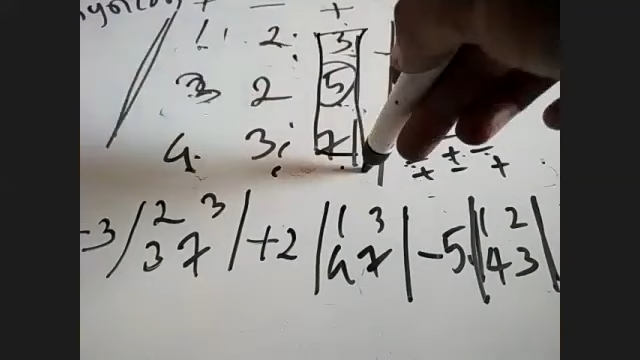 + - +
1 2 3
3 2 5
4 3 7
+ - +
- +
-3 | 2 3 | +2 | 1 3 | -5 | 1 2 |
3 7 4 7 4 3